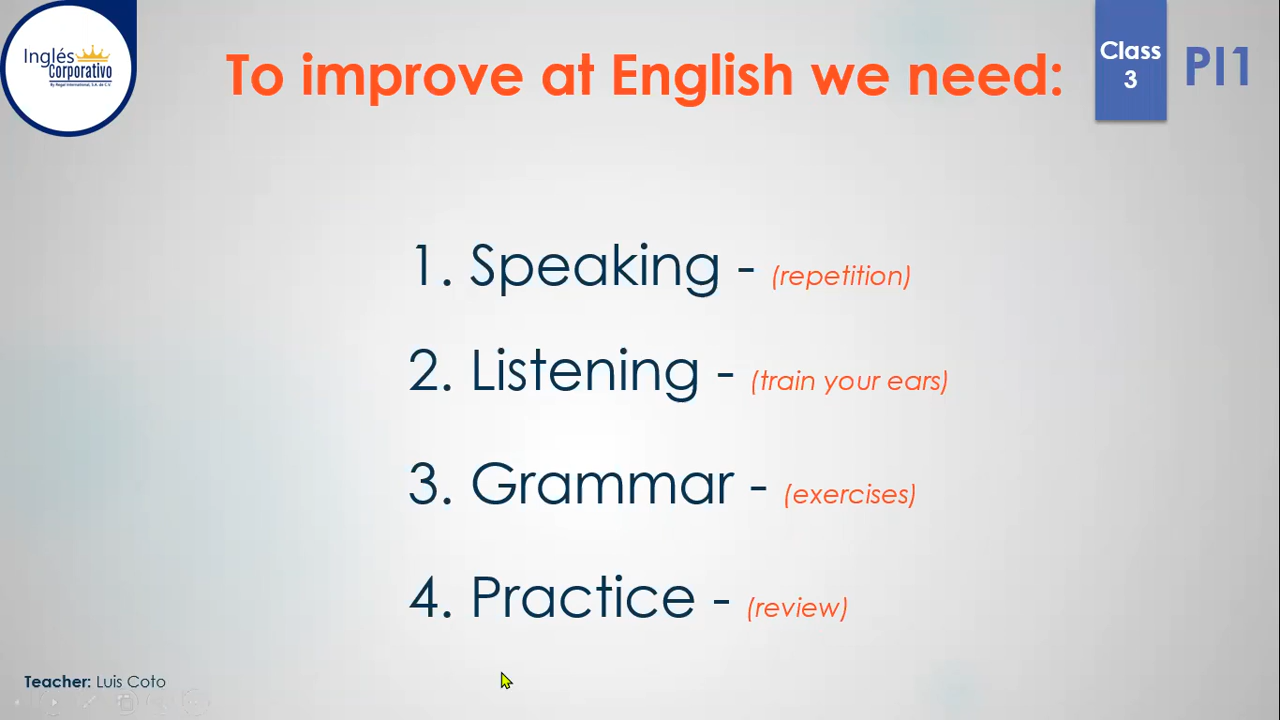 Inglés
Corporativo
By Regal International, S.A. de C.V.
To improve at English we need:
Class
3
PI1
1. Speaking - (repetition)
2. Listening - (train your ears)
3. Grammar - (exercises)
4. Practice - (review)
Teacher: Luis Coto